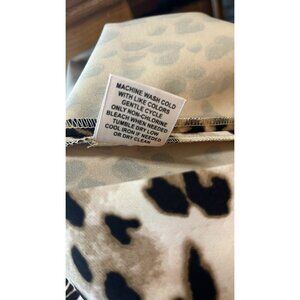 MACHINE WASH COLD
WITH LIKE COLORS
GENTLE CYCLE
ONLY NON-CHLORINE
BLEACH WHEN NEEDED
TUMBLE DRY LOW
COOL IRON IF NEEDED
OR DRY CLEAN